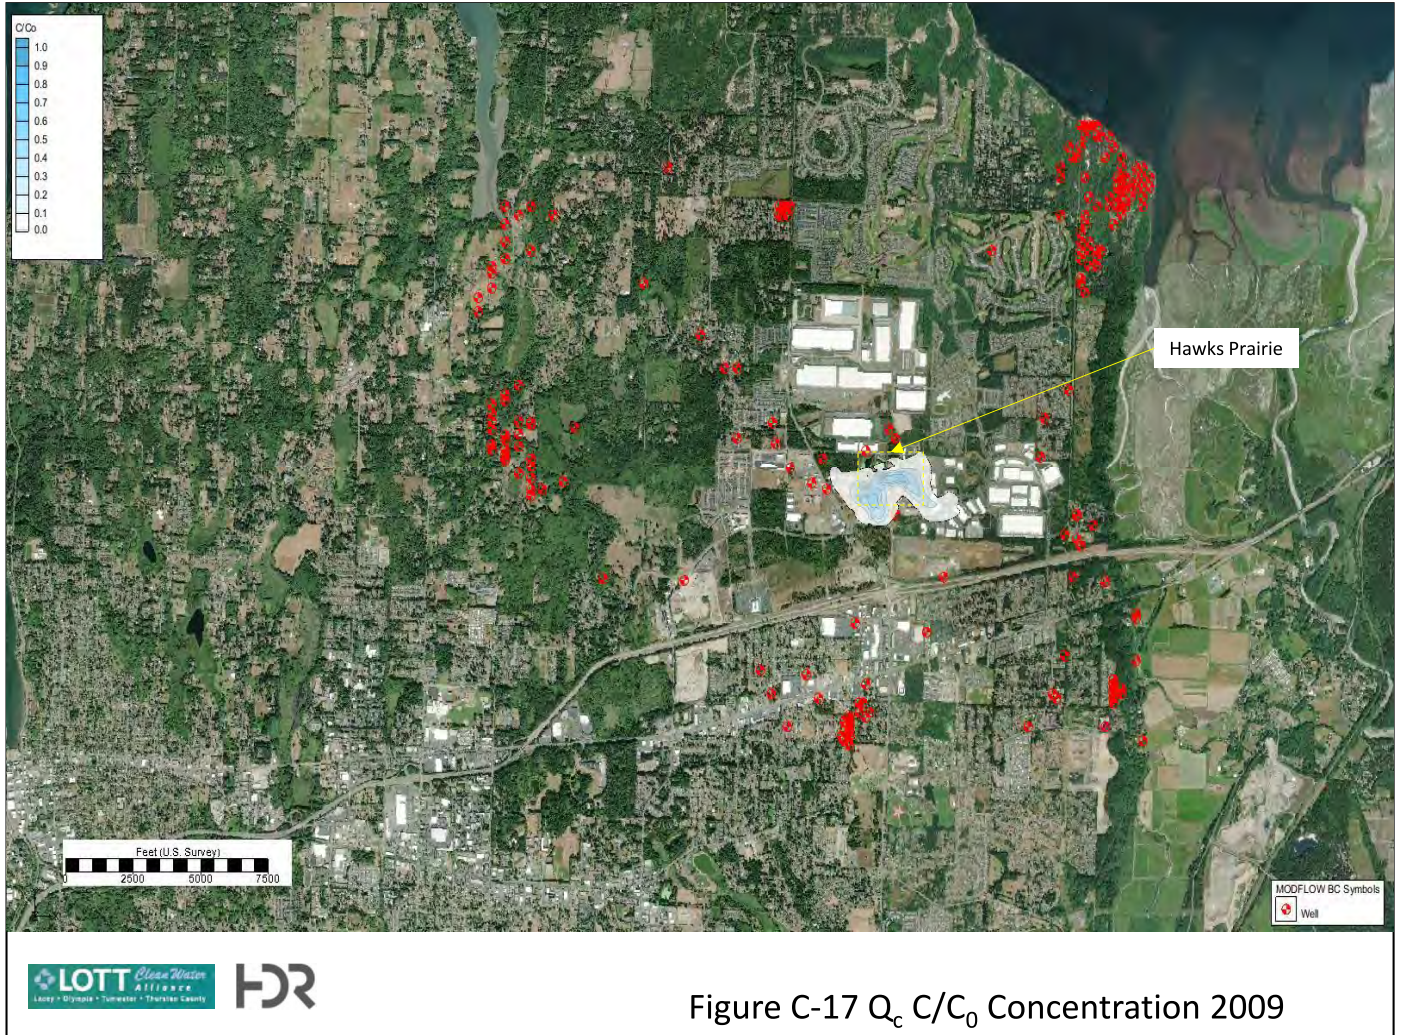 C/Co
1.0
0.9
0.8
0.7
0.6
0.5
0.4
0.3
0.2
0.1
0.0
Hawks Prairie
Feet (U.S. Survey)
0 2500 5000 7500
MODFLOW BC Symbols
Well
LOTT Clean Water
Alliance
Lacey • Olympia • Tumwater • Thurston County
HDR
Figure C-17 Qc C/C0 Concentration 2009